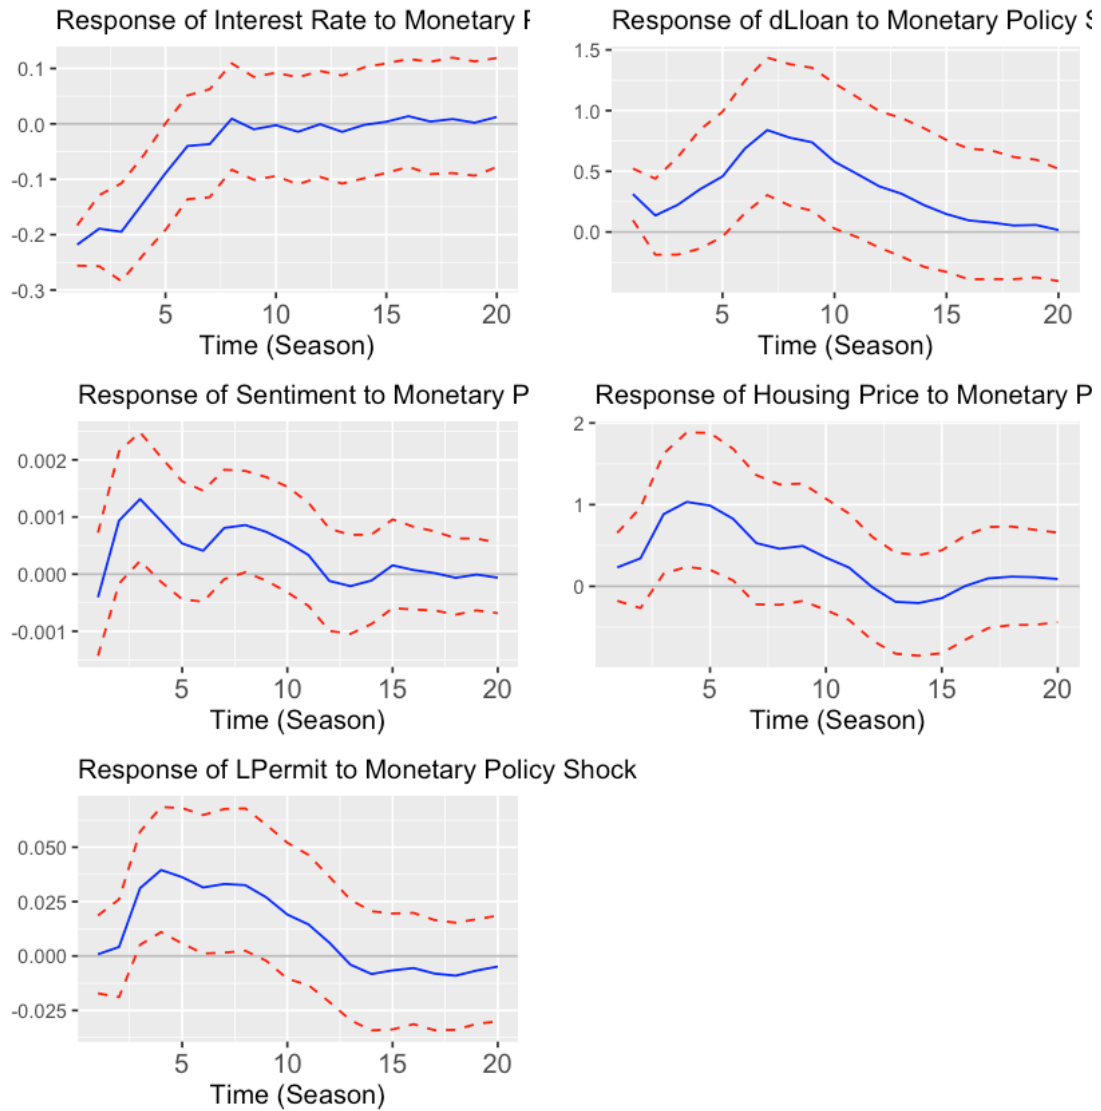 Response of Interest Rate to Monetary F
0.1
0.0
-0.1
-0.2
-0.3
5 10 15 20
Time (Season)
Response of dLloan to Monetary Policy S
1.5
1.0
0.5
0.0
5 10 15 20
Time (Season)
Response of Sentiment to Monetary P
0.002
0.001
0.000
-0.001
5 10 15 20
Time (Season)
Response of Housing Price to Monetary P
2
1
0
5 10 15 20
Time (Season)
Response of LPermit to Monetary Policy Shock
0.050
0.025
0.000
-0.025
5 10 15 20
Time (Season)